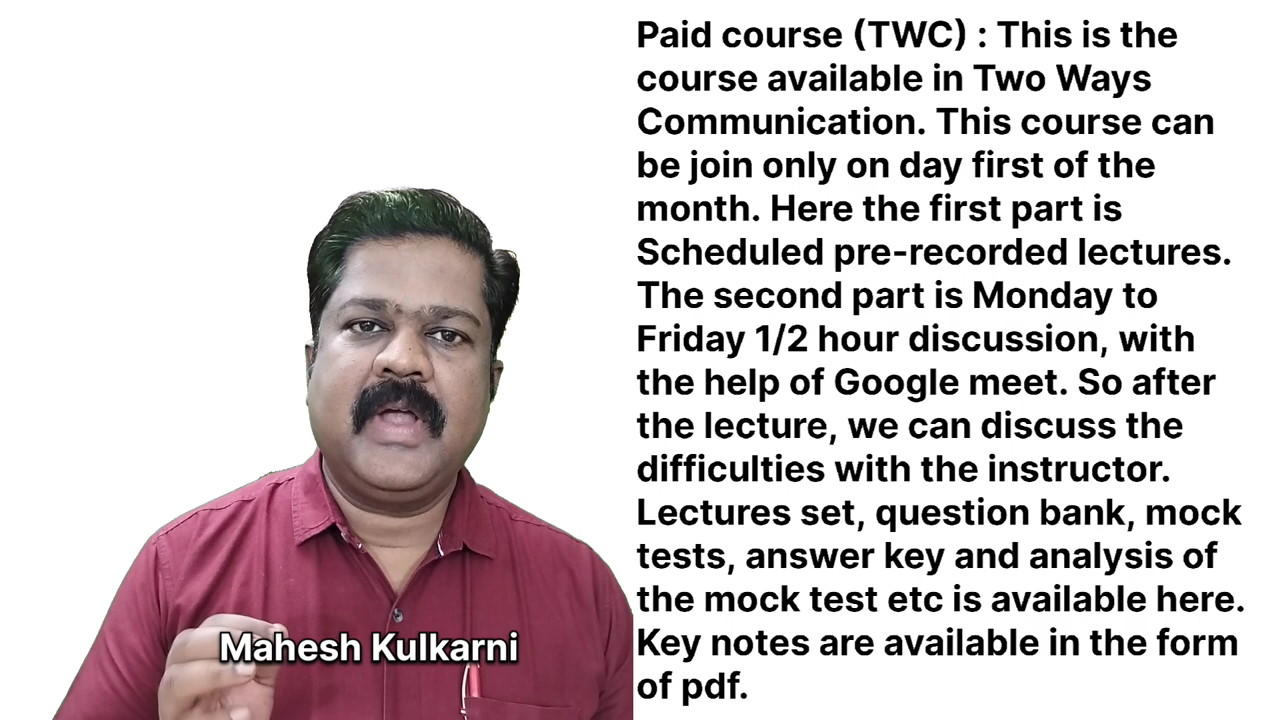 Paid course (TWC) : This is the
course available in Two Ways
Communication. This course can
be join only on day first of the
month. Here the first part is
Scheduled pre-recorded lectures.
The second part is Monday to
Friday 1/2 hour discussion, with
the help of Google meet. So after
the lecture, we can discuss the
difficulties with the instructor.
Lectures set, question bank, mock
tests, answer key and analysis of
the mock test etc is available here.
Key notes are available in the form
of pdf.
Mahesh Kulkarni